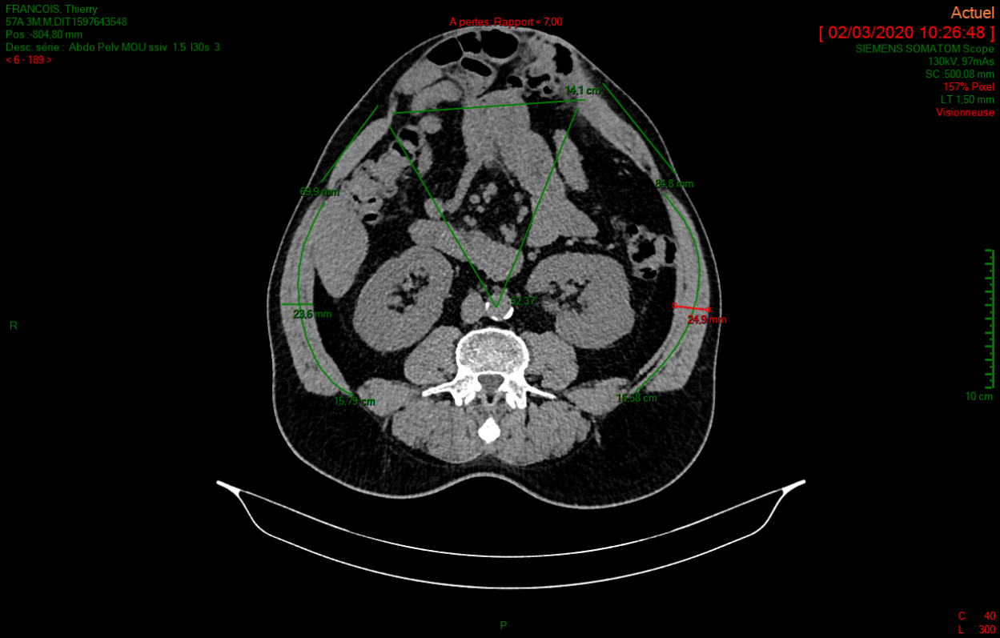 FRANCOIS, Thierry
57A 3M,M,DIT1597643548
Pos :-804,80 mm
Desc. série : Abdo Pelv MOU ssiv 1.5 I30s 3
< 6 - 189 >
A pertes: Rapport = 7,00
Actuel
[ 02/03/2020 10:26:48 ]
SIEMENS SOMATOM Scope
130kV, 97mAs
SC :500,08 mm
157% Pixel
LT 1,50 mm
Visionneuse
14,1 cm
69,9 mm
84,8 mm
52,37°
23,6 mm
24,9 mm
R
15,79 cm
16,58 cm
10 cm
P
C 40
L 300